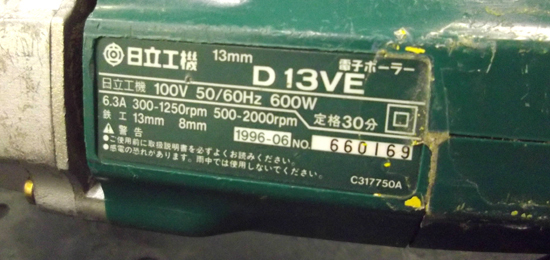 日立工機 13mm 電子ボーラー
D 13VE
日立工機 100V 50/60Hz 600W
6.3A 300-1250rpm 500-2000rpm 定格30分
鉄工 13mm 8mm
⚠警告 1996-06 NO. 660169
●ご使用前に取扱説明書を必ずよくお読みください。
●感電の恐れがあります。雨中では使用しないでください。
C317750A